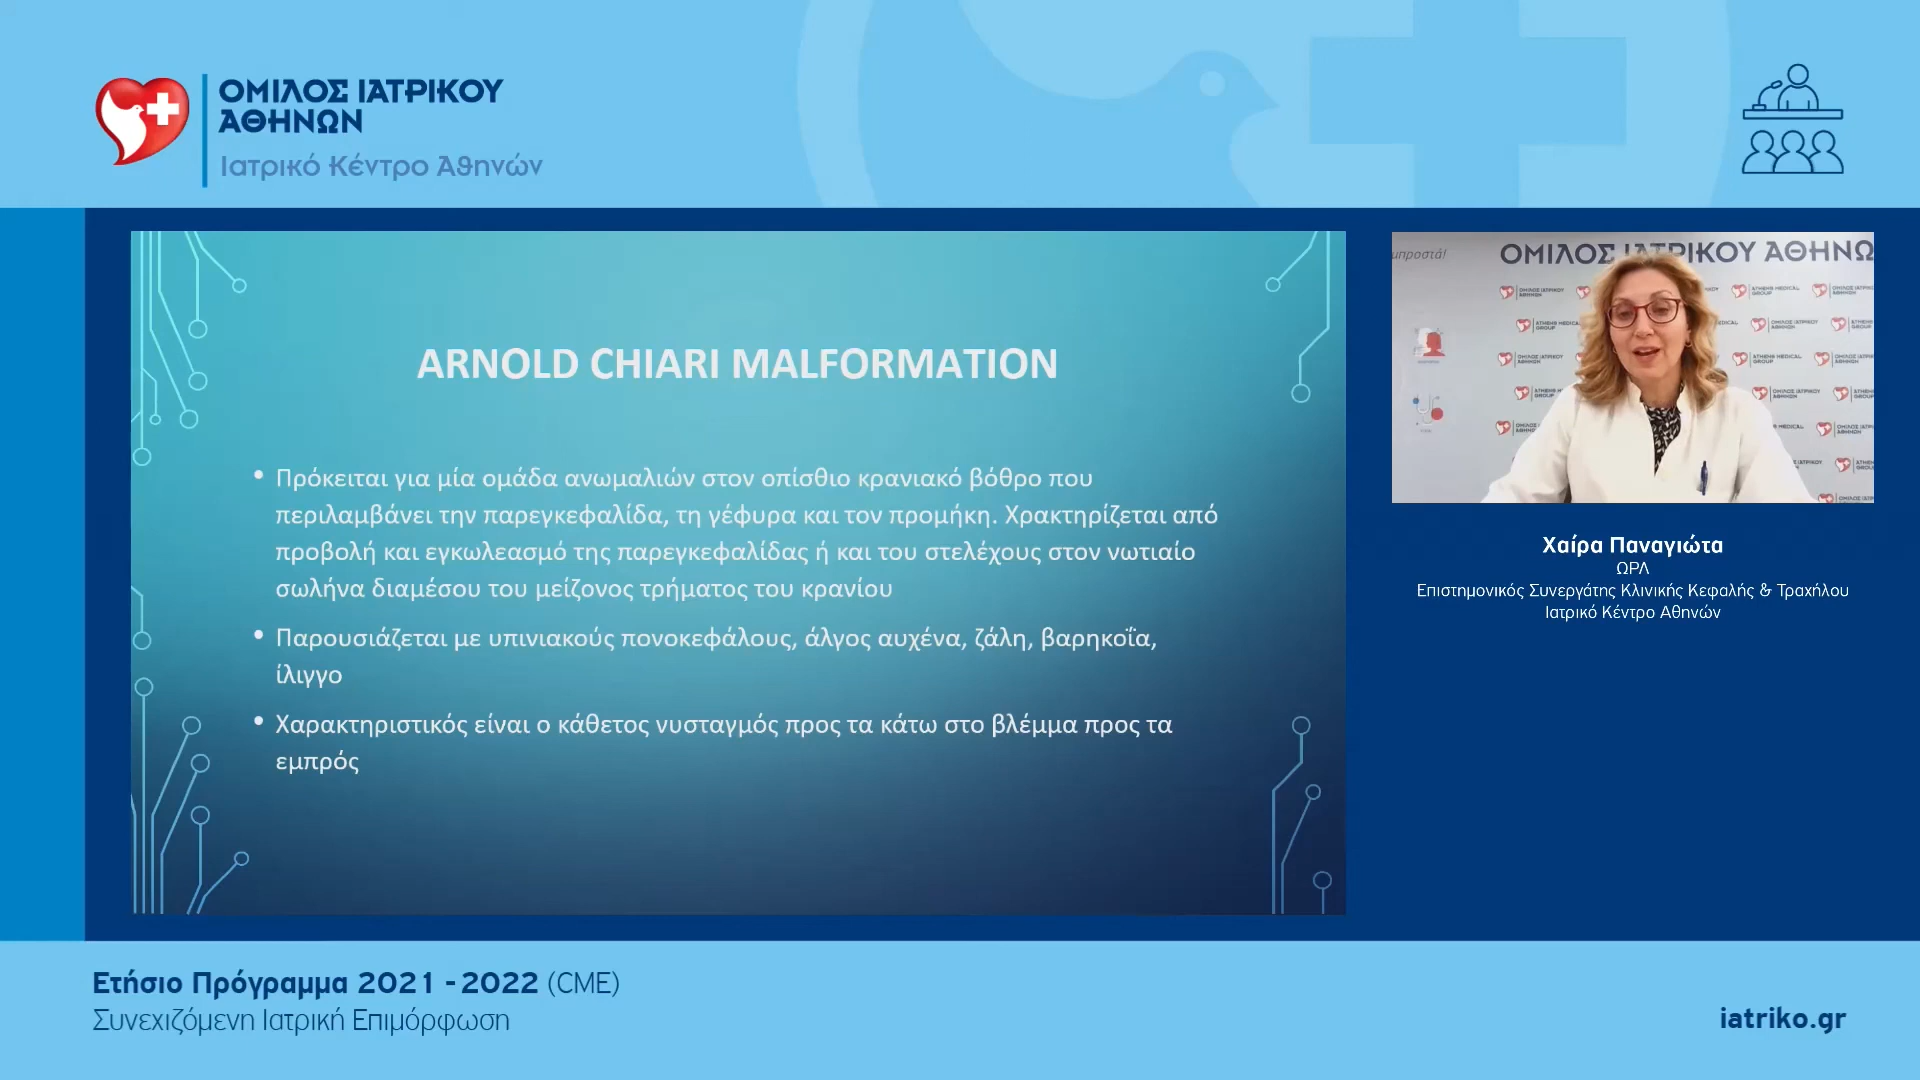 ΟΜΙΛΟΣ ΙΑΤΡΙΚΟΥ
ΑΘΗΝΩΝ
Ιατρικό Κέντρο Αθηνών
ARNOLD CHIARI MALFORMATION
• Πρόκειται για μία ομάδα ανωμαλιών στον οπίσθιο κρανιακό βόθρο που
περιλαμβάνει την παρεγκεφαλίδα, τη γέφυρα και τον προμήκη. Χρακτηρίζεται από
προβολή και εγκωλεασμό της παρεγκεφαλίδας ή και του στελέχους στον νωτιαίο
σωλήνα διαμέσου του μείζονος τρήματος του κρανίου
• Παρουσιάζεται με υπινιακούς πονοκεφάλους, άλγος αυχένα, ζάλη, βαρηκοΐα,
ίλιγγο
• Χαρακτηριστικός είναι ο κάθετος νυσταγμός προς τα κάτω στο βλέμμα προς τα
εμπρός
μπροστά!
ΟΜΙΛΟΣ ΙΑΤΡΙΚΟΥ ΑΘΗΝΩ
Χαίρα Παναγιώτα
ΩΡΛ
Επιστημονικός Συνεργάτης Κλινικής Κεφαλής & Τραχήλου
Ιατρικό Κέντρο Αθηνών
Ετήσιο Πρόγραμμα 2021 - 2022 (CME)
Συνεχιζόμενη Ιατρική Επιμόρφωση
iatriko.gr